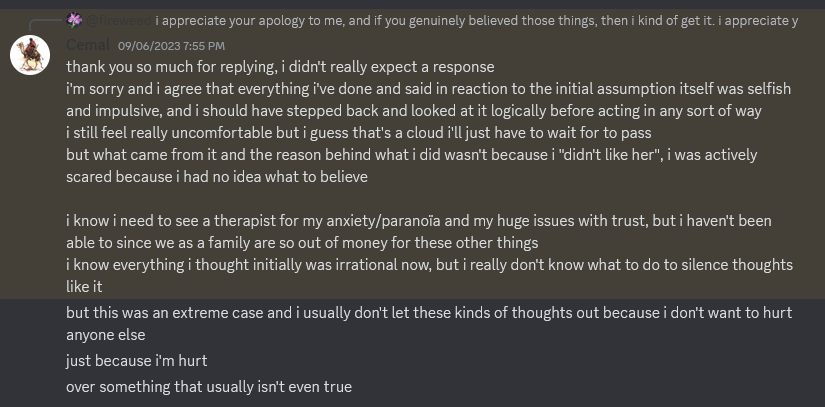 @fireweed i appreciate your apology to me, and if you genuinely believed those things, then i kind of get it. i appreciate y
Cemal 09/06/2023 7:55 PM
thank you so much for replying, i didn't really expect a response
i'm sorry and i agree that everything i've done and said in reaction to the initial assumption itself was selfish
and impulsive, and i should have stepped back and looked at it logically before acting in any sort of way
i still feel really uncomfortable but i guess that's a cloud i'll just have to wait for to pass
but what came from it and the reason behind what i did wasn't because i "didn't like her", i was actively
scared because i had no idea what to believe
i know i need to see a therapist for my anxiety/paranoïa and my huge issues with trust, but i haven't been
able to since we as a family are so out of money for these other things
i know everything i thought initially was irrational now, but i really don't know what to do to silence thoughts
like it
but this was an extreme case and i usually don't let these kinds of thoughts out because i don't want to hurt
anyone else
just because i'm hurt
over something that usually isn't even true